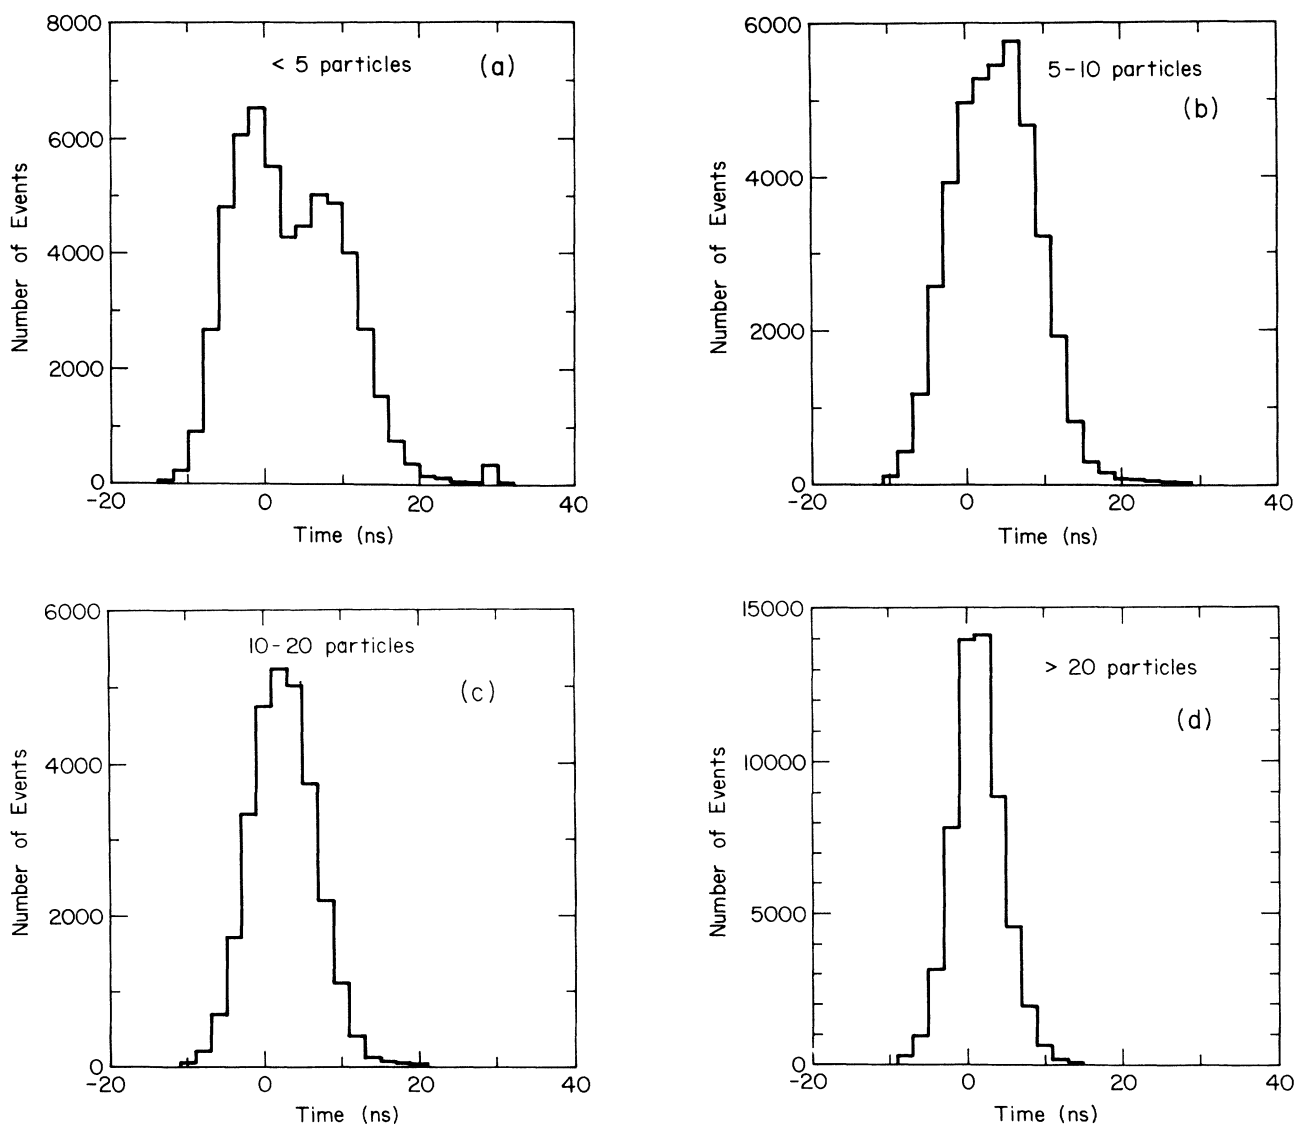 8000
6000
4000
2000
0
-20
0
20
40
Number of Events
Time (ns)
< 5 particles
(a)
6000
4000
2000
0
-20
0
20
40
Number of Events
Time (ns)
5-10 particles
(b)
6000
4000
2000
0
-20
0
20
40
Number of Events
Time (ns)
10-20 particles
(c)
15000
10000
5000
0
-20
0
20
40
Number of Events
Time (ns)
> 20 particles
(d)